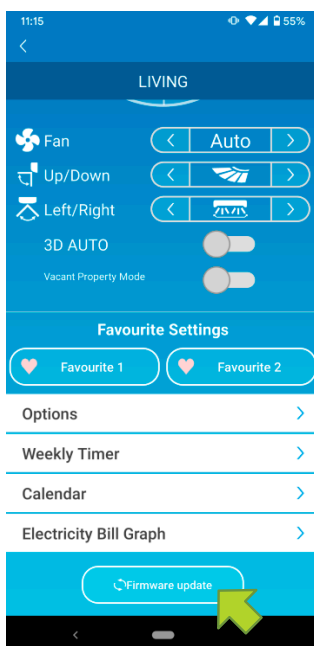 11:15 55%
LIVING
Fan Auto
Up/Down
Left/Right
3D AUTO
Vacant Property Mode
Favourite Settings
Favourite 1 Favourite 2
Options
Weekly Timer
Calendar
Electricity Bill Graph
Firmware update